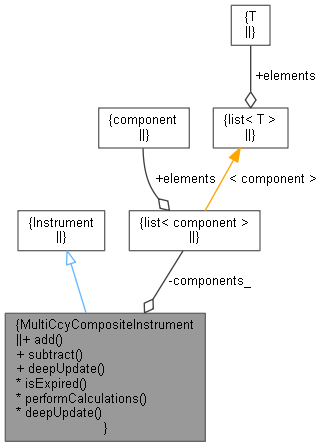 {T
||}
+elements
{component
||}
{list< T >
||}
+elements
< component >
{Instrument
||}
{list< component >
||}
-components_
{MultiCcyCompositeInstrument
||+ add()
+ subtract()
+ deepUpdate()
* isExpired()
* performCalculations()
* deepUpdate()
}